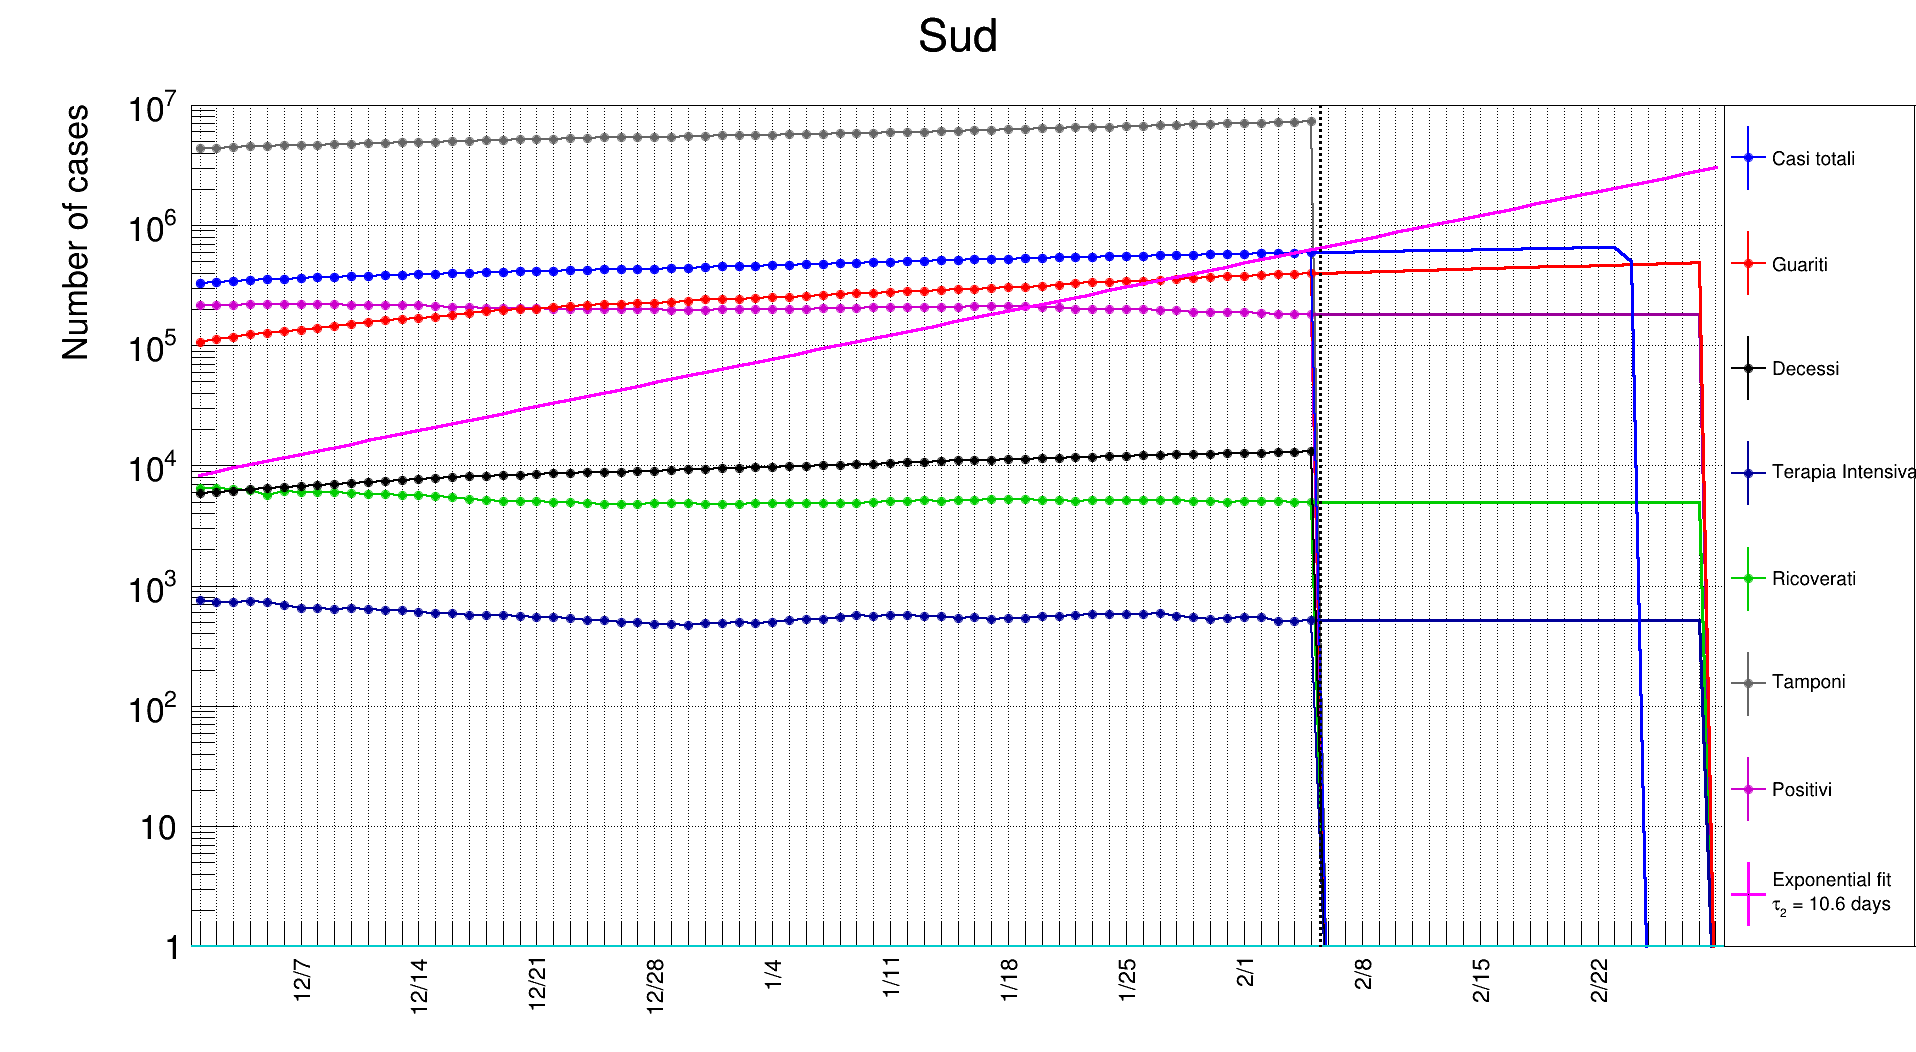 Sud
Number of cases
10^7
10^6
10^5
10^4
10^3
10^2
10
1
12/7
12/14
12/21
12/28
1/4
1/11
1/18
1/25
2/1
2/8
2/15
2/22
Casi totali
Guariti
Decessi
Terapia Intensiva
Ricoverati
Tamponi
Positivi
Exponential fit
τ_2 = 10.6 days